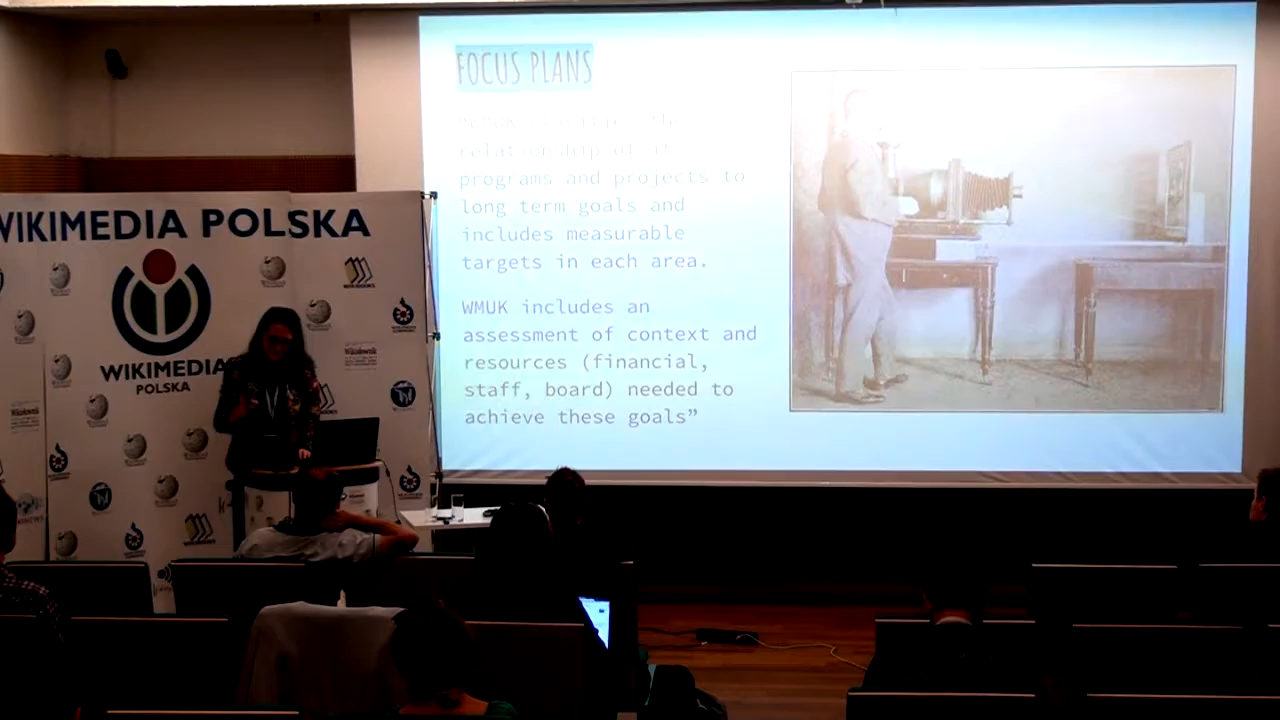 FOCUS PLANS
relationship of it
programs and projects to
long term goals and
includes measurable
targets in each area.
WMUK includes an
assessment of context and
resources (financial,
staff, board) needed to
achieve these goals”
WIKIMEDIA POLSKA
WIKIMEDIA
POLSKA